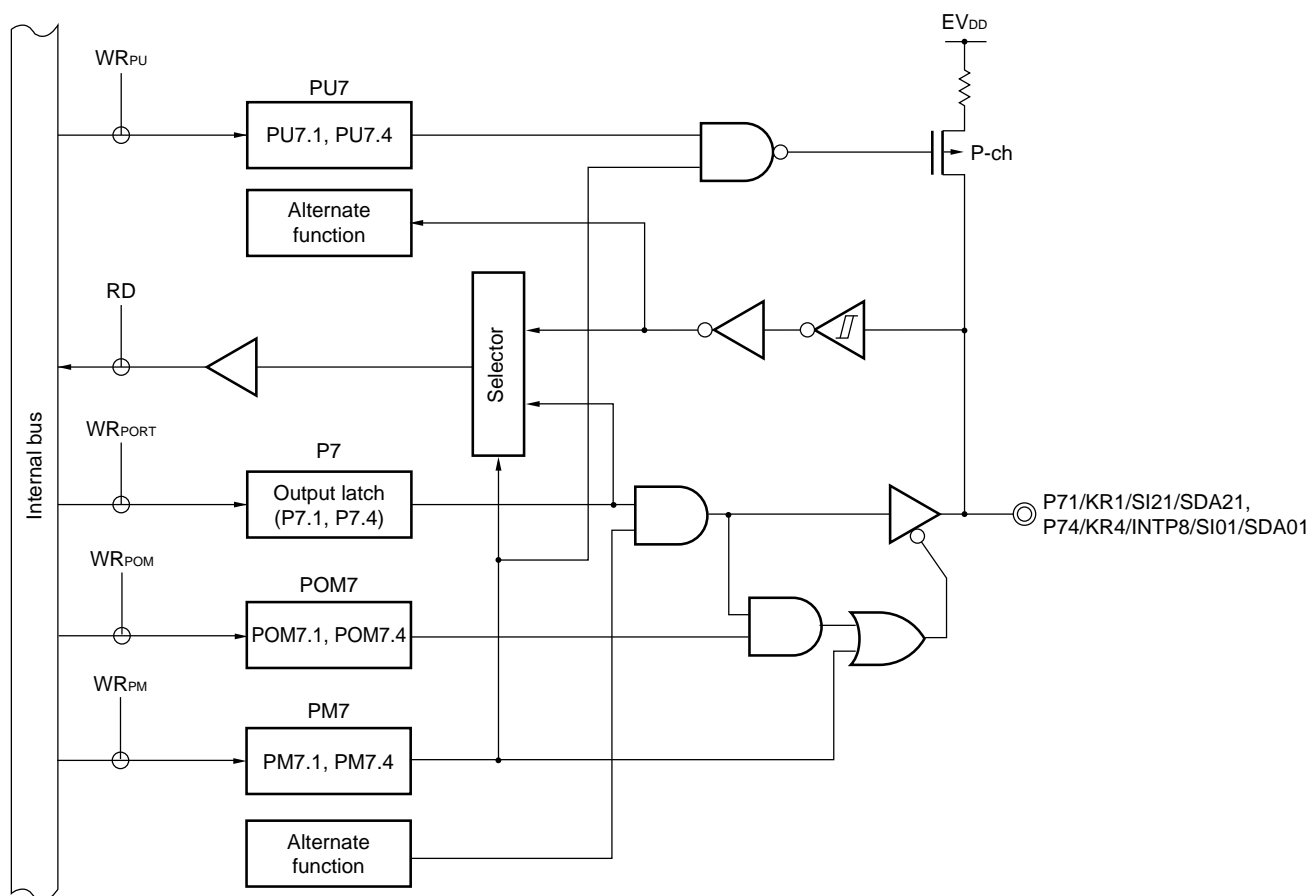 EVDD
WRPU
PU7
PU7.1, PU7.4
P-ch
Alternate
function
RD
Selector
Internal bus
WRPORT
P7
Output latch
(P7.1, P7.4)
P71/KR1/SI21/SDA21,
P74/KR4/INTP8/SI01/SDA01
WRPOM
POM7
POM7.1, POM7.4
WRPM
PM7
PM7.1, PM7.4
Alternate
function